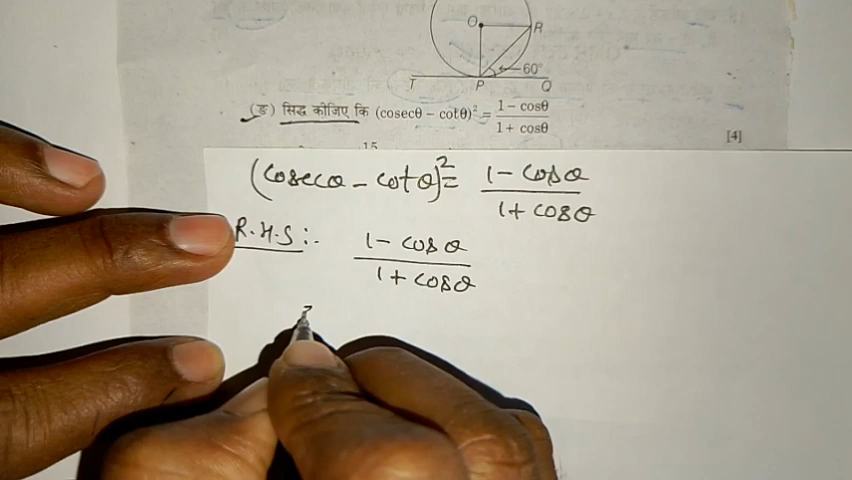 O
R
60°
T P Q
(ङ) सिद्ध कीजिए कि (cosecθ – cotθ)² = 1 – cosθ / 1 + cosθ
[4]
15
(cosecθ - cotθ)² = 1 - cosθ / 1 + cosθ
R.H.S :- 1 - cosθ / 1 + cosθ